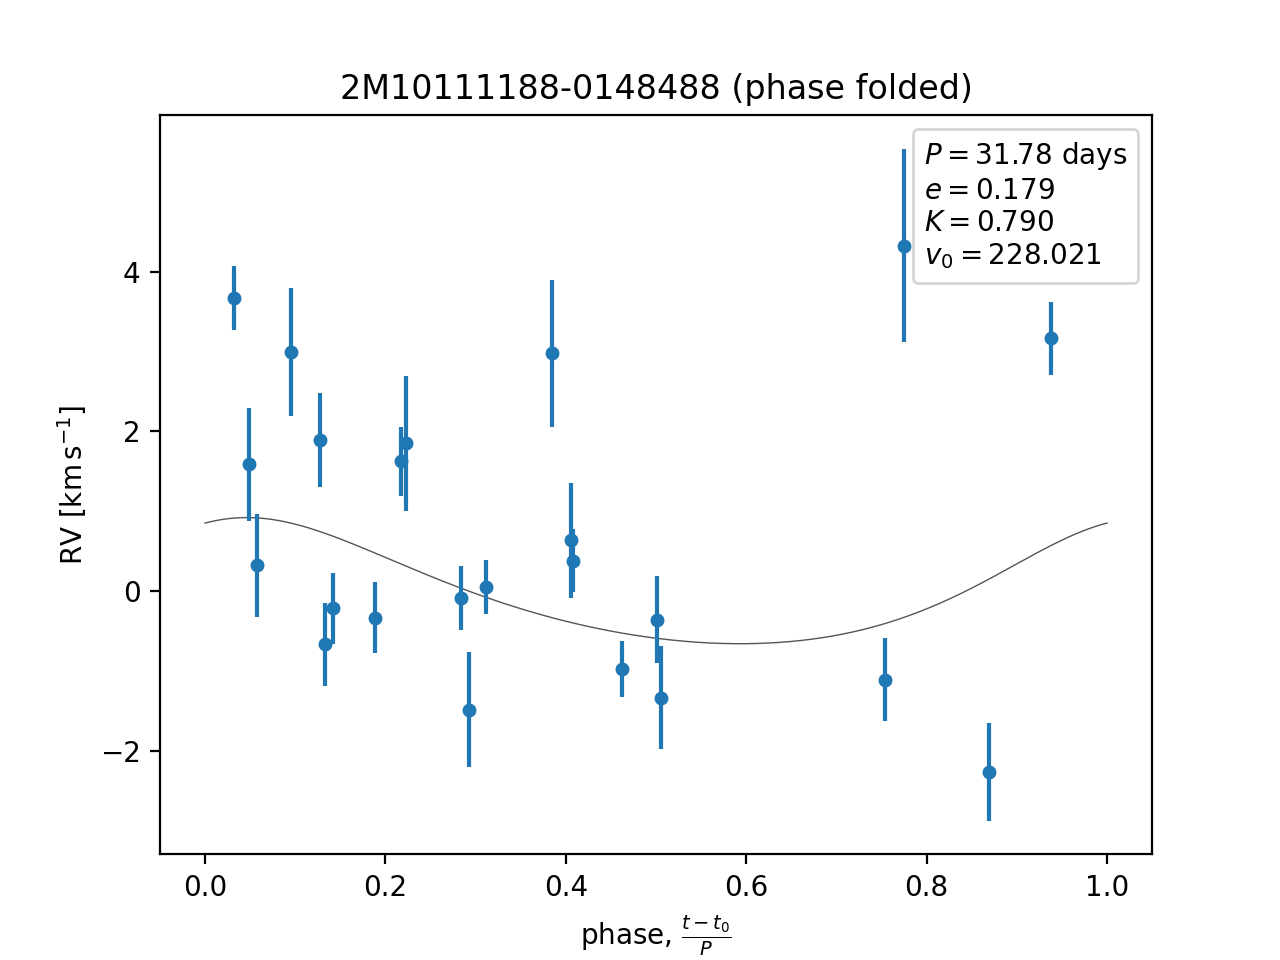 2M10111188-0148488 (phase folded)
P = 31.78 days
e = 0.179
K = 0.790
v₀ = 228.021
RV [km s⁻¹]
4
2
0
−2
0.0 0.2 0.4 0.6 0.8 1.0
phase, (t − t₀)/P